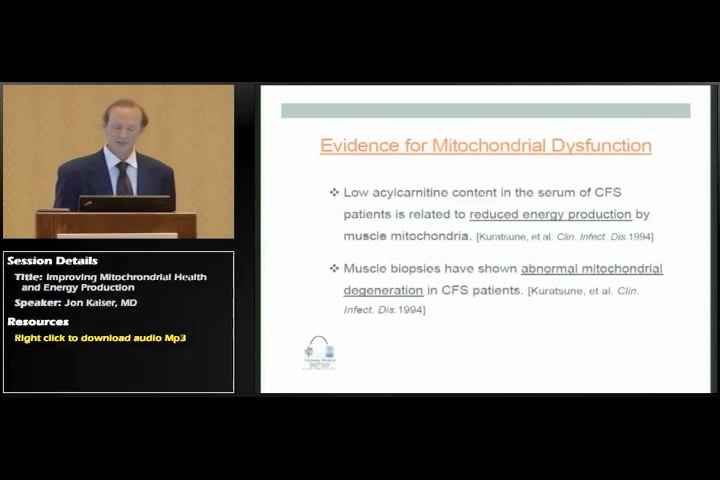 Session Details
Title: Improving Mitochrondrial Health
and Energy Production
Speaker: Jon Kaiser, MD
Resources
Right click to download audio Mp3
Evidence for Mitochondrial Dysfunction
❖ Low acylcarnitine content in the serum of CFS
patients is related to reduced energy production by
muscle mitochondria. [Kuratsune, et al. Clin. Infect. Dis.1994]
❖ Muscle biopsies have shown abnormal mitochondrial
degeneration in CFS patients. [Kuratsune, et al. Clin.
Infect. Dis.1994]